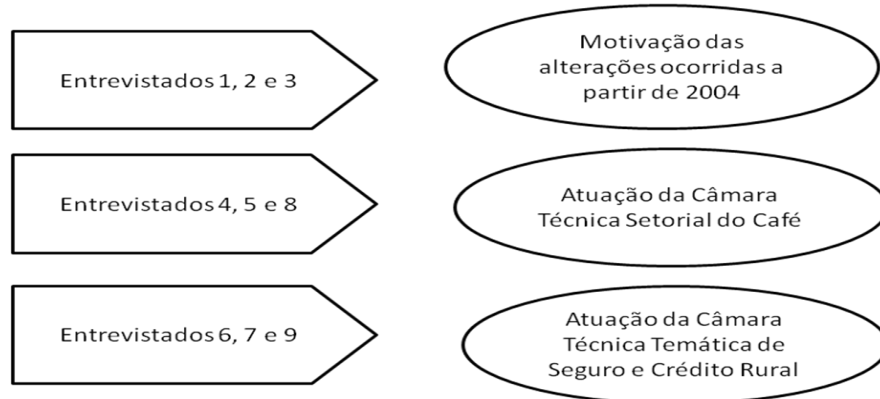 Entrevistados 1, 2 e 3
Motivação das
alterações ocorridas a
partir de 2004
Entrevistados 4, 5 e 8
Atuação da Câmara
Técnica Setorial do Café
Entrevistados 6, 7 e 9
Atuação da Câmara
Técnica Temática de
Seguro e Crédito Rural